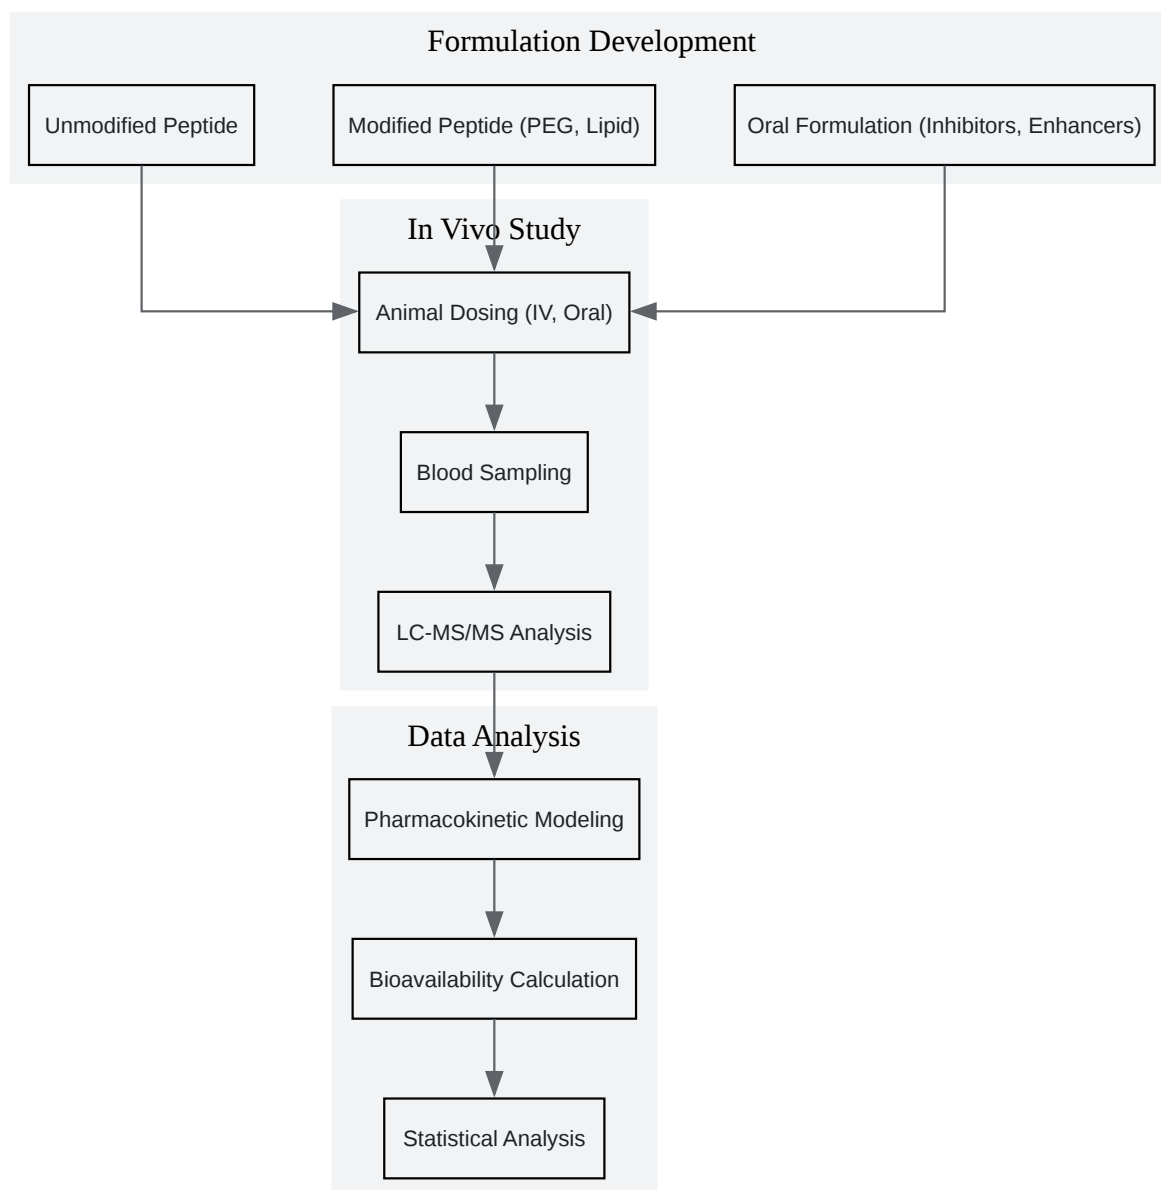 Formulation Development
Unmodified Peptide
Modified Peptide (PEG, Lipid)
Oral Formulation (Inhibitors, Enhancers)
In Vivo Study
Animal Dosing (IV, Oral)
Blood Sampling
LC-MS/MS Analysis
Data Analysis
Pharmacokinetic Modeling
Bioavailability Calculation
Statistical Analysis